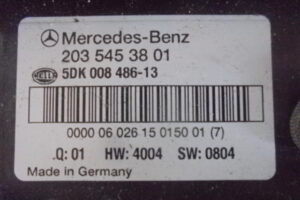 Mercedes-Benz
203 545 38 01
HELLA 5DK 008 486-13
0000 06 026 15 0150 01 (7)
Q: 01 HW: 4004 SW: 0804
Made in Germany